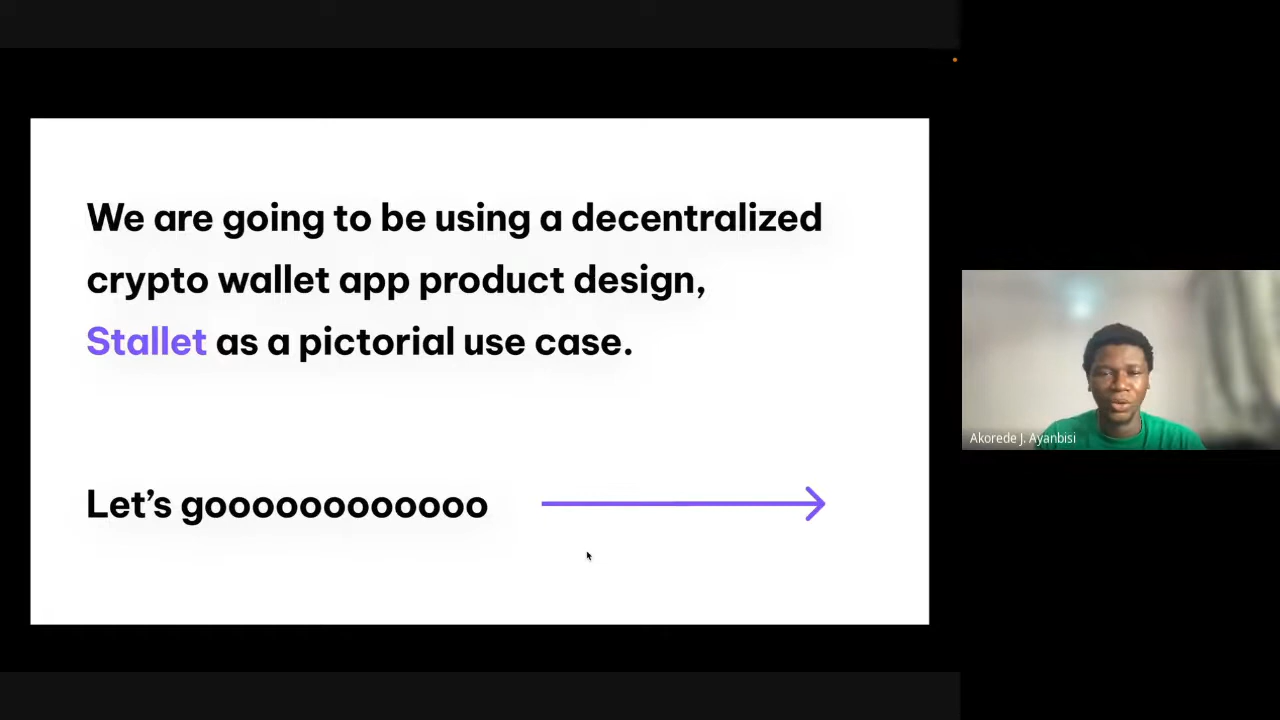 We are going to be using a decentralized
crypto wallet app product design,
Stallet as a pictorial use case.
Let’s goooooooooooo
Akorede J. Ayanbisi